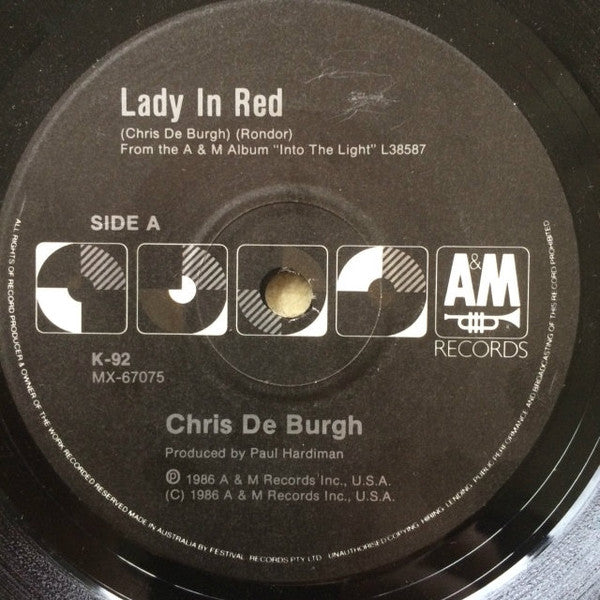 Lady In Red
(Chris De Burgh) (Rondor)
From the A & M Album "Into The Light" L38587
SIDE A
A&M
RECORDS
K-92
MX-67075
Chris De Burgh
Produced by Paul Hardiman
℗ 1986 A & M Records Inc., U.S.A.
(C) 1986 A & M Records Inc., U.S.A.
ALL RIGHTS OF RECORD PRODUCER & OWNER OF THE WORK RECORDED RESERVED MADE IN AUSTRALIA BY FESTIVAL RECORDS PTY LTD UNAUTHORISED COPYING HIRING LENDING PUBLIC PERFORMANCE AND BROADCASTING OF THIS RECORD PROHIBITED